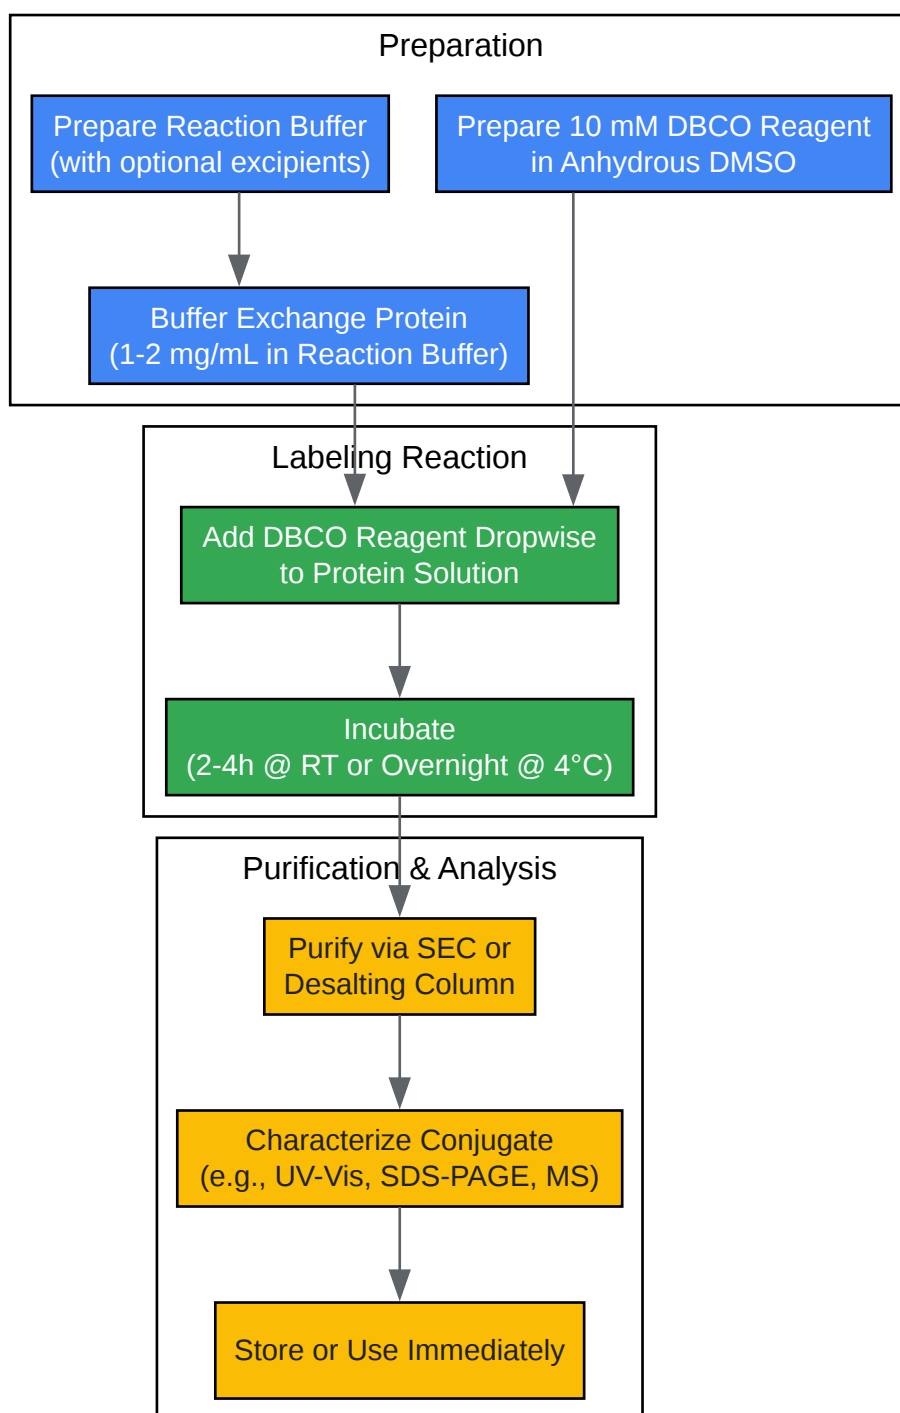 Preparation
Prepare Reaction Buffer
(with optional excipients)
Prepare 10 mM DBCO Reagent
in Anhydrous DMSO
Buffer Exchange Protein
(1-2 mg/mL in Reaction Buffer)
Labeling Reaction
Add DBCO Reagent Dropwise
to Protein Solution
Incubate
(2-4h @ RT or Overnight @ 4°C)
Purification & Analysis
Purify via SEC or
Desalting Column
Characterize Conjugate
(e.g., UV-Vis, SDS-PAGE, MS)
Store or Use Immediately